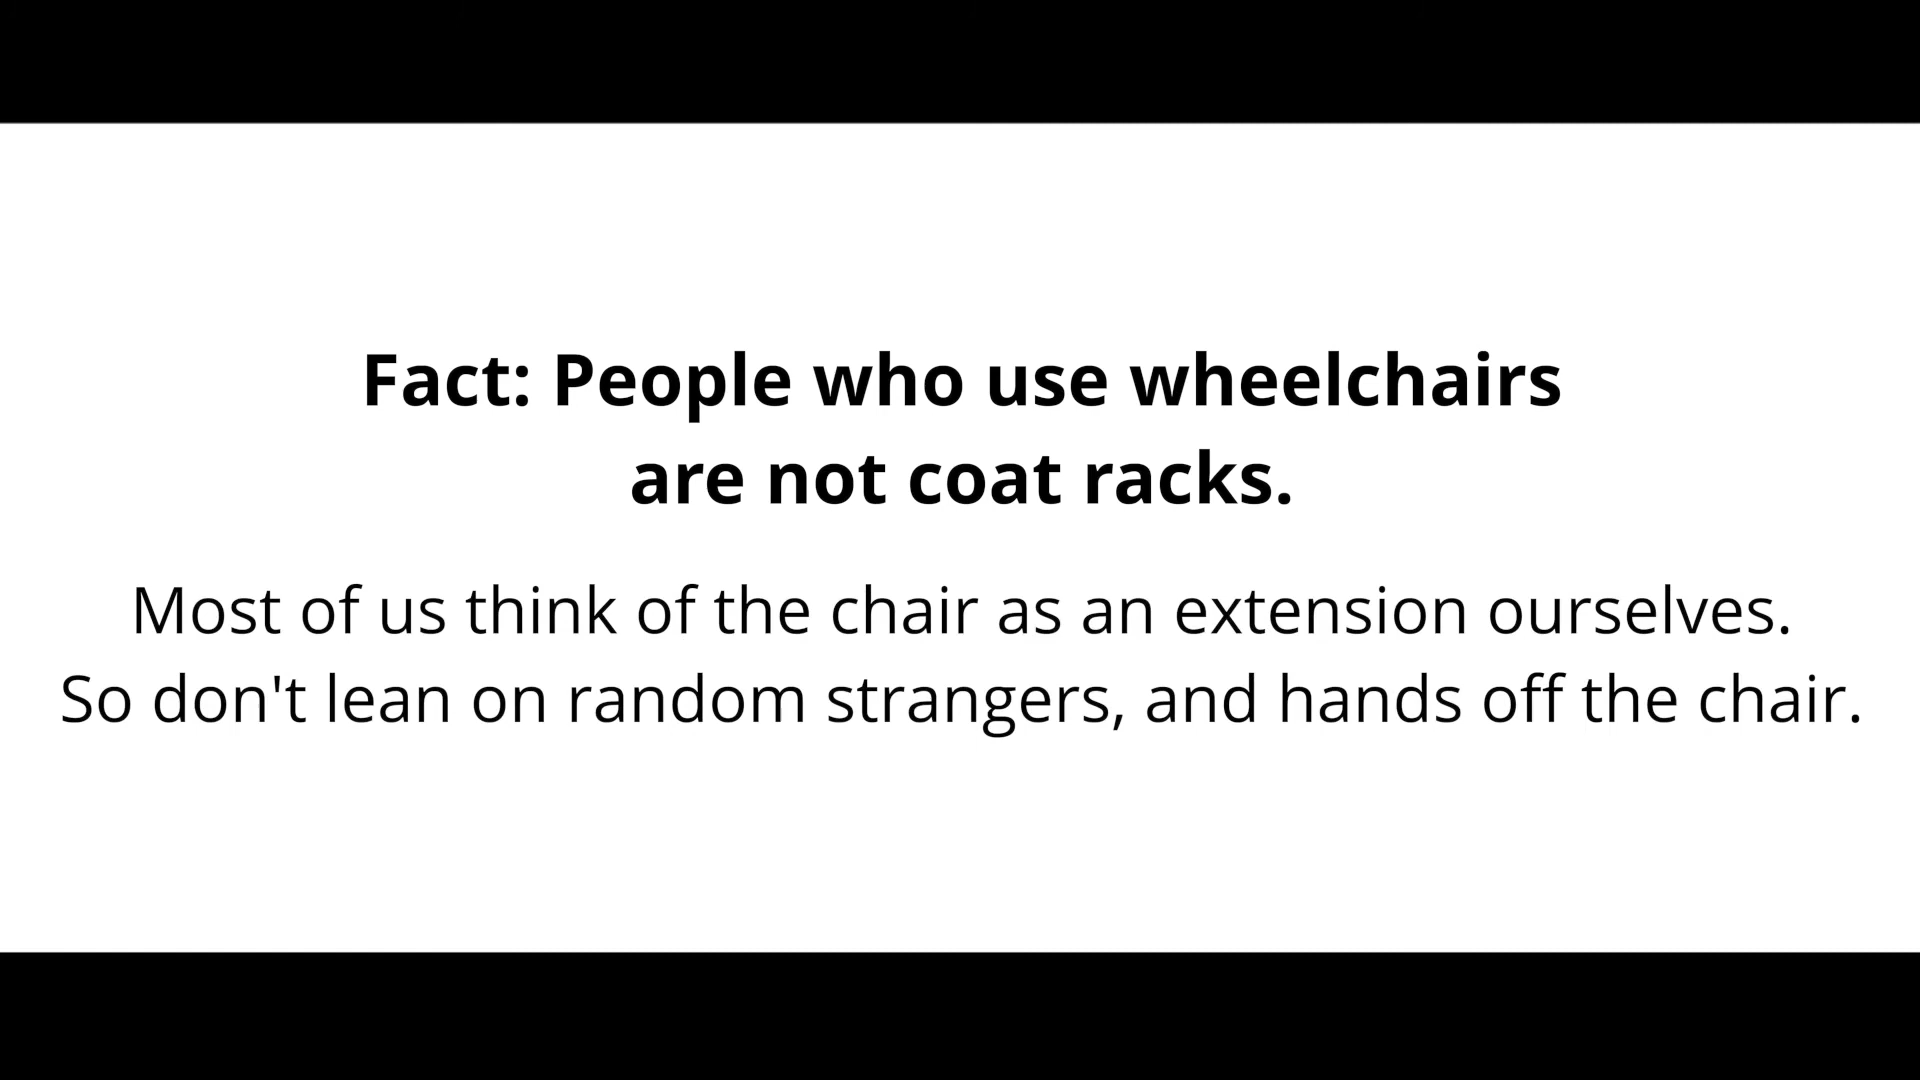 Fact: People who use wheelchairs
are not coat racks.
Most of us think of the chair as an extension ourselves.
So don't lean on random strangers, and hands off the chair.